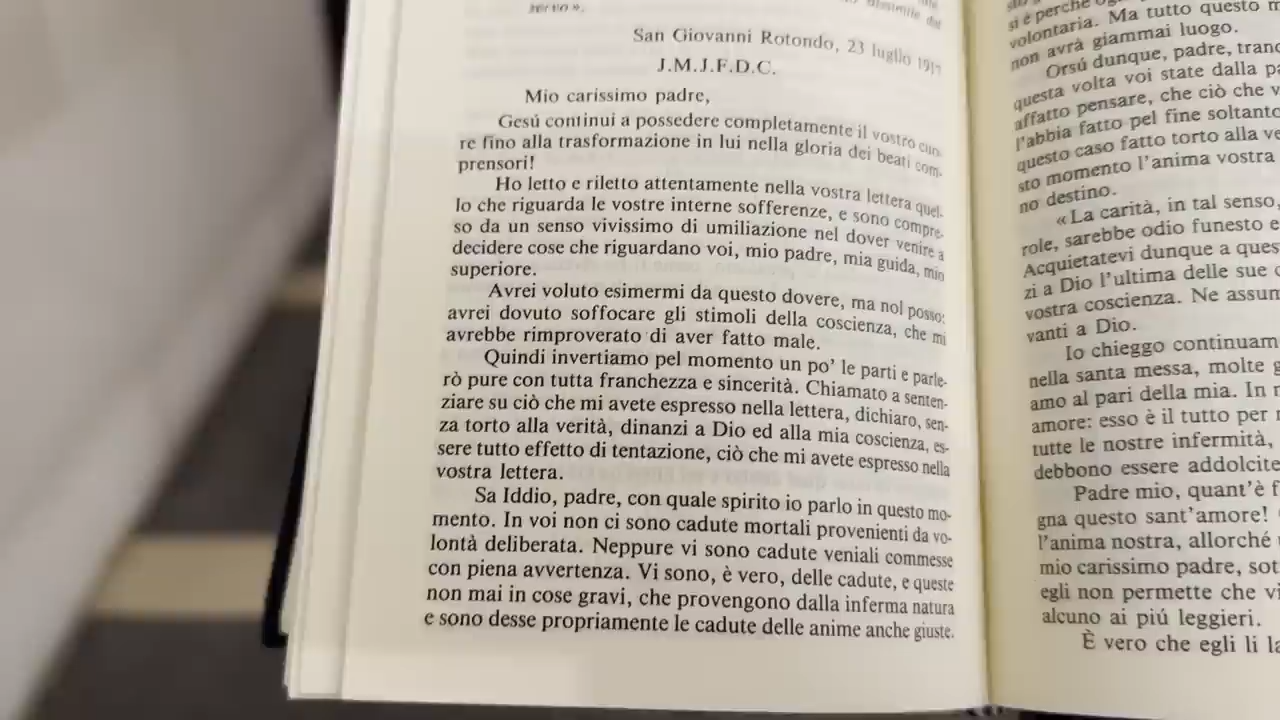 servo ».
San Giovanni Rotondo, 23 luglio 1917
J.M.J.F.D.C.
Mio carissimo padre,
Gesú continui a possedere completamente il vostro cuo-
re fino alla trasformazione in lui nella gloria dei beati com-
prensori!
Ho letto e riletto attentamente nella vostra lettera quel-
lo che riguarda le vostre interne sofferenze, e sono compre-
so da un senso vivissimo di umiliazione nel dover venire a
decidere cose che riguardano voi, mio padre, mia guida, mio
superiore.
Avrei voluto esimermi da questo dovere, ma nol posso:
avrei dovuto soffocare gli stimoli della coscienza, che mi
avrebbe rimproverato di aver fatto male.
Quindi invertiamo pel momento un po' le parti e parle-
rò pure con tutta franchezza e sincerità. Chiamato a senten-
ziare su ciò che mi avete espresso nella lettera, dichiaro, sen-
za torto alla verità, dinanzi a Dio ed alla mia coscienza, es-
sere tutto effetto di tentazione, ciò che mi avete espresso nella
vostra lettera.
Sa Iddio, padre, con quale spirito io parlo in questo mo-
mento. In voi non ci sono cadute mortali provenienti da vo-
lontà deliberata. Neppure vi sono cadute veniali commesse
con piena avvertenza. Vi sono, è vero, delle cadute, e queste
non mai in cose gravi, che provengono dalla inferma natura
e sono desse propriamente le cadute delle anime anche giuste.
si è perché
volontaria. Ma tutto questo
non avrà giammai luogo.
Orsú dunque, padre,
questa volta voi state dalla
affatto pensare, che ciò che
l'abbia fatto pel fine soltanto
questo caso fatto torto alla
sto momento l'anima vostra
no destino.
« La carità, in tal senso,
role, sarebbe odio funesto e
Acquietatevi dunque a
zi a Dio l'ultima delle sue
vostra coscienza. Ne
vanti a Dio.
Io chieggo
nella santa messa, molte
amo al pari della mia. In
amore: esso è il tutto per
tutte le nostre infermità,
debbono essere
Padre mio, quant'è
gna questo sant'amore!
l'anima nostra, allorché
mio carissimo padre,
egli non permette che
alcuno ai piú leggieri.
È vero che egli li